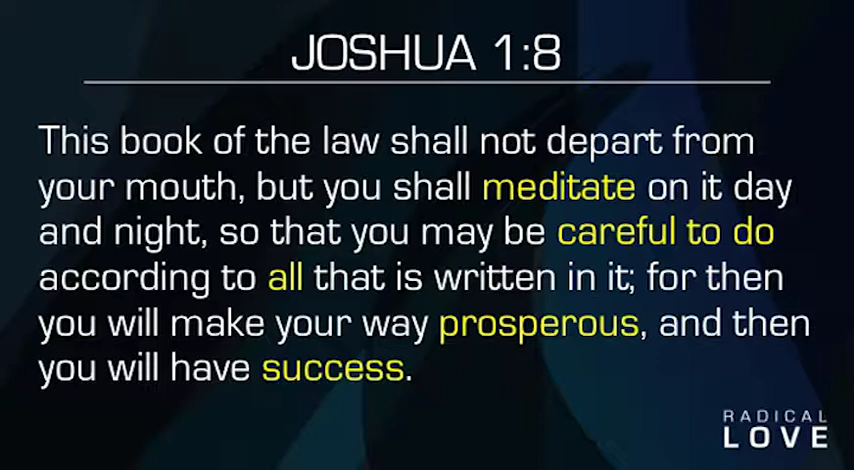 JOSHUA 1:8
This book of the law shall not depart from
your mouth, but you shall meditate on it day
and night, so that you may be careful to do
according to all that is written in it; for then
you will make your way prosperous, and then
you will have success.
RADICAL
LOVE